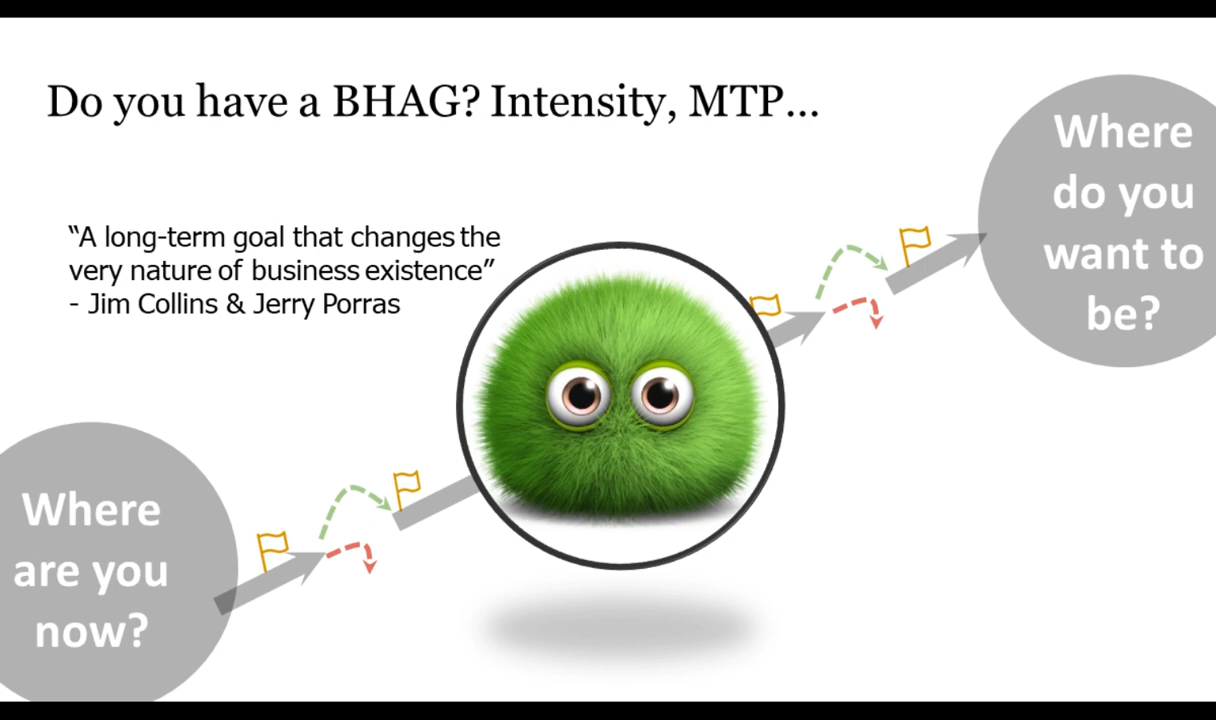 Do you have a BHAG? Intensity, MTP...
“A long-term goal that changes the
very nature of business existence”
- Jim Collins & Jerry Porras
Where
are you
now?
Where
do you
want to
be?